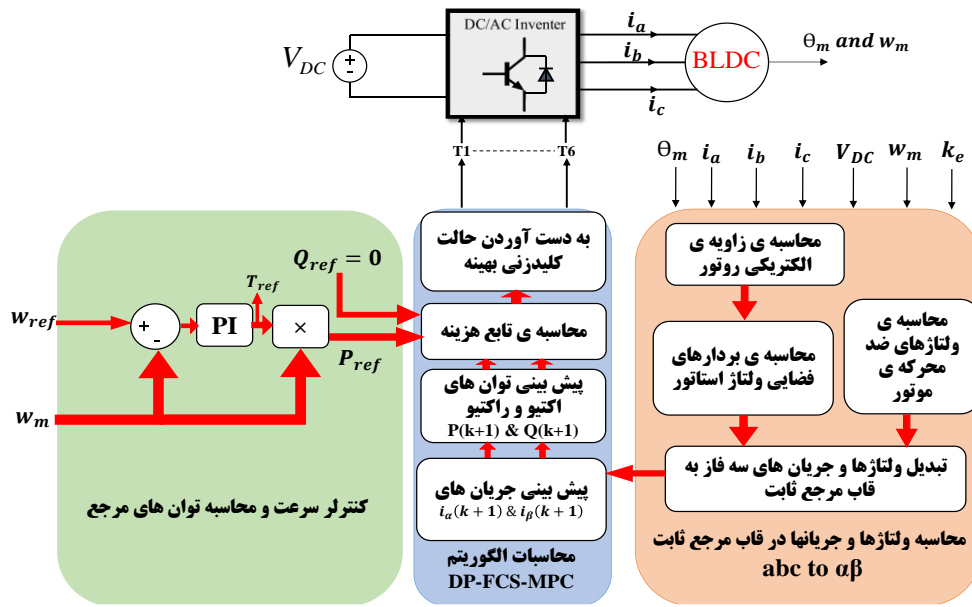 DC/AC Inventer
V_DC
+
-
i_a
i_b
i_c
BLDC
ϴ_m and w_m
T1
T6
ϴ_m i_a i_b i_c V_DC w_m k_e
Q_ref = 0
T_ref
w_ref
+
-
PI
×
P_ref
w_m
کنترلر سرعت و محاسبه توان های مرجع
به دست آوردن حالت
کلیدزنی بهینه
محاسبه ی تابع هزینه
پیش بینی توان های
اکتیو و راکتیو
P(k+1) & Q(k+1)
پیش بینی جریان های
i_α(k + 1) & i_β(k + 1)
محاسبات الگوریتم
DP-FCS-MPC
محاسبه ی زاویه ی
الکتریکی روتور
محاسبه ی بردارهای
فضایی ولتاژ استاتور
محاسبه ی
ولتاژهای ضد
محرکه ی
موتور
تبدیل ولتاژها و جریان های سه فاز به
قاب مرجع ثابت
محاسبه ولتاژها و جریانها در قاب مرجع ثابت
abc to αβ